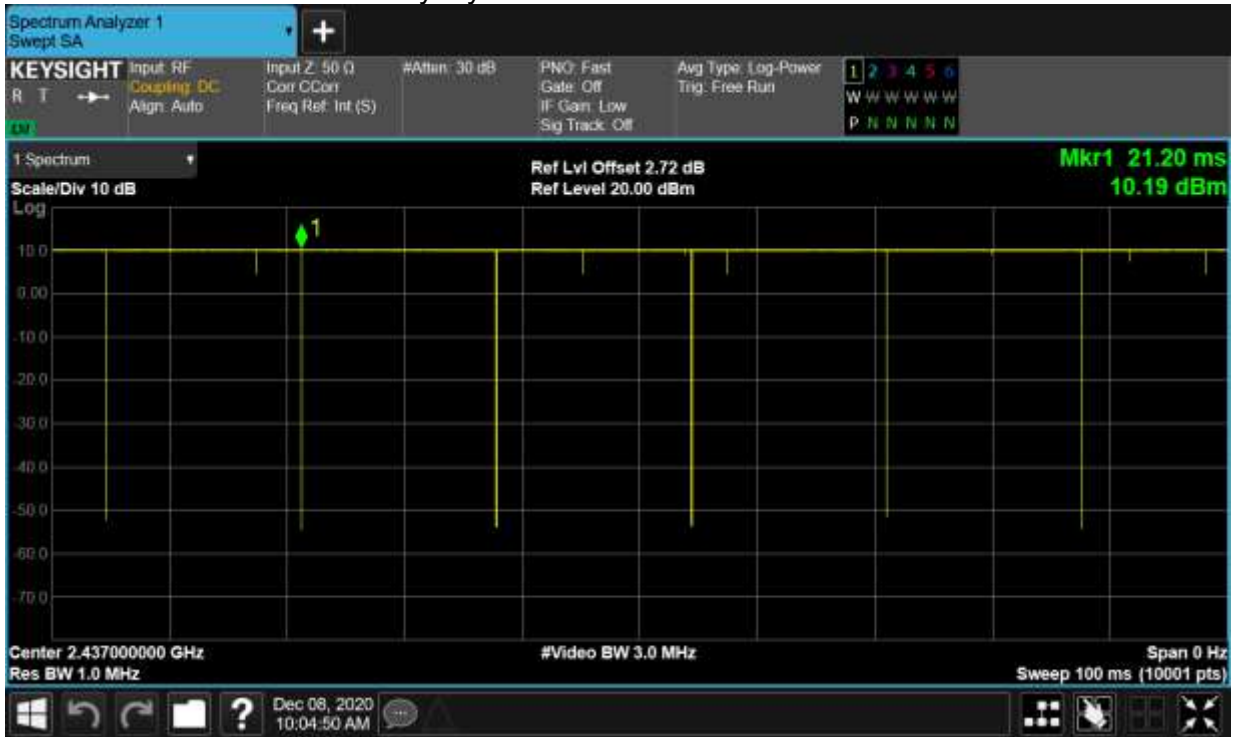 Spectrum Analyzer 1
Swept SA
+
KEYSIGHT Input: RF Input Z: 50 Ω #Atten: 30 dB PNO: Fast Avg Type: Log-Power 1 2 3 4 5 6
R T Coupling: DC Corr CCorr Gate: Off Trig: Free Run W W W W W W
Align: Auto Freq Ref: Int (S) IF Gain: Low
Sig Track: Off P N N N N N
1 Spectrum
Ref Lvl Offset 2.72 dB Mkr1 21.20 ms
Scale/Div 10 dB Ref Level 20.00 dBm 10.19 dBm
Log
1
10.0
0.00
-10.0
-20.0
-30.0
-40.0
-50.0
-60.0
-70.0
Center 2.437000000 GHz #Video BW 3.0 MHz Span 0 Hz
Res BW 1.0 MHz Sweep 100 ms (10001 pts)
? Dec 08, 2020
10:04:50 AM